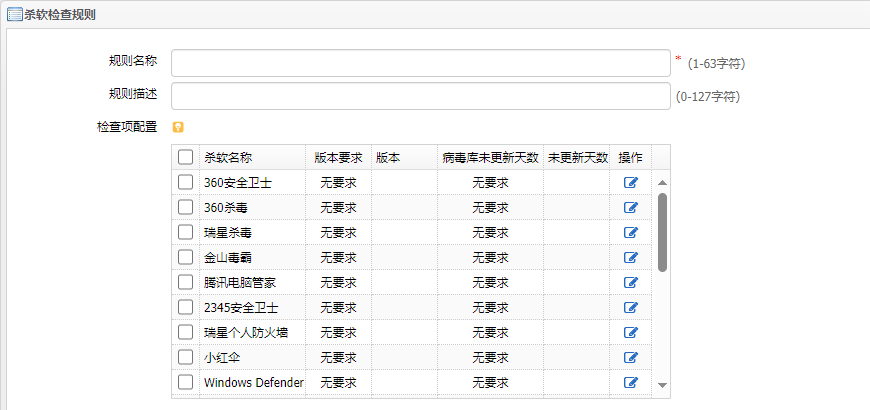 杀软检查规则
规则名称 * (1-63字符)
规则描述 (0-127字符)
检查项配置
杀软名称 版本要求 版本 病毒库未更新天数 未更新天数 操作
360安全卫士 无要求 无要求
360杀毒 无要求 无要求
瑞星杀毒 无要求 无要求
金山毒霸 无要求 无要求
腾讯电脑管家 无要求 无要求
2345安全卫士 无要求 无要求
瑞星个人防火墙 无要求 无要求
小红伞 无要求 无要求
Windows Defender 无要求 无要求